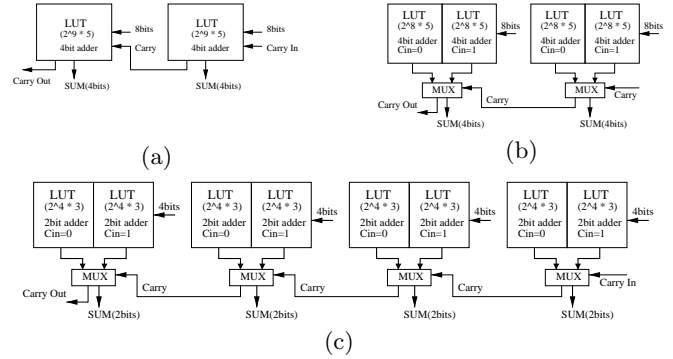 LUT
(2^9 * 5)
4bit adder
8bits
Carry
Carry Out
SUM(4bits)
LUT
(2^9 * 5)
4bit adder
8bits
Carry In
SUM(4bits)
(a)
LUT
(2^8 * 5)
4bit adder
Cin=0
LUT
(2^8 * 5)
4bit adder
Cin=1
8bits
MUX
Carry Out
Carry
SUM(4bits)
LUT
(2^8 * 5)
4bit adder
Cin=0
LUT
(2^8 * 5)
4bit adder
Cin=1
8bits
MUX
Carry
SUM(4bits)
(b)
LUT
(2^4 * 3)
2bit adder
Cin=0
LUT
(2^4 * 3)
2bit adder
Cin=1
4bits
MUX
Carry Out
Carry
SUM(2bits)
LUT
(2^4 * 3)
2bit adder
Cin=0
LUT
(2^4 * 3)
2bit adder
Cin=1
4bits
MUX
Carry
SUM(2bits)
LUT
(2^4 * 3)
2bit adder
Cin=0
LUT
(2^4 * 3)
2bit adder
Cin=1
4bits
MUX
Carry
SUM(2bits)
LUT
(2^4 * 3)
2bit adder
Cin=0
LUT
(2^4 * 3)
2bit adder
Cin=1
4bits
MUX
Carry In
SUM(2bits)
(c)